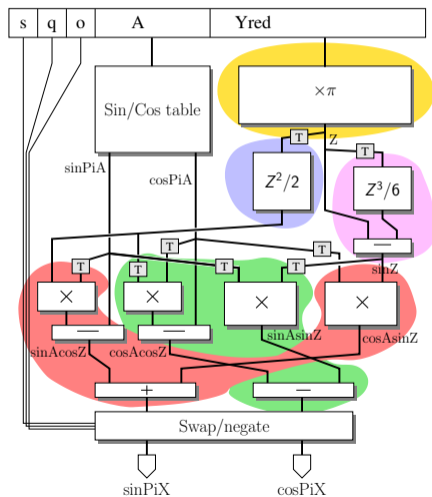 s q o A Yred
×π
Sin/Cos table
T Z
T
sinPiA
cosPiA
Z²/2 Z³/6
T T
—
T T T T
sinZ
× × × ×
— —
sinAcosZ cosAcosZ sinAsinZ cosAsinZ
+ —
Swap/negate
sinPiX cosPiX